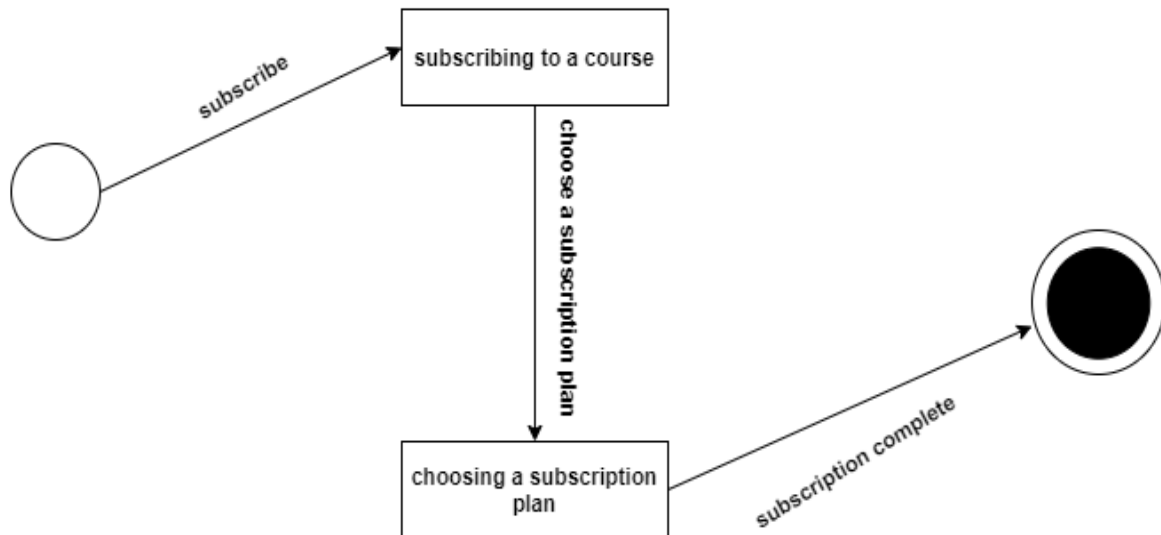 subscribe
subscribing to a course
choose a subscription plan
choosing a subscription
plan
subscription complete